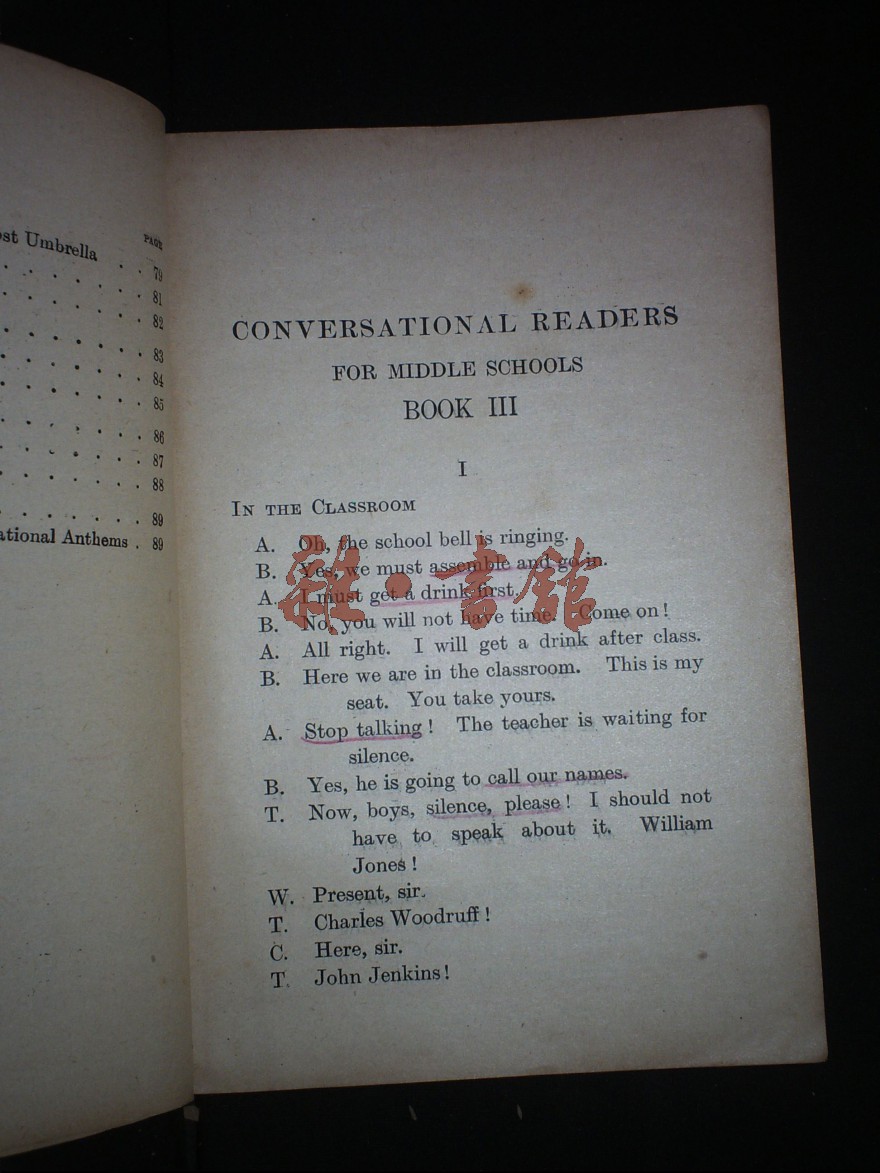 PAGE
ost Umbrella . . 79
81
82
83
84
85
86
87
88
89
ational Anthems . 89
CONVERSATIONAL READERS
FOR MIDDLE SCHOOLS
BOOK III
I
IN THE CLASSROOM
A. Oh, the school bell is ringing.
B. Yes, we must assemble and go in.
A. I must get a drink first.
B. No, you will not have time. Come on!
A. All right. I will get a drink after class.
B. Here we are in the classroom. This is my
seat. You take yours.
A. Stop talking! The teacher is waiting for
silence.
B. Yes, he is going to call our names.
T. Now, boys, silence, please! I should not
have to speak about it. William
Jones!
W. Present, sir.
T. Charles Woodruff!
C. Here, sir.
T. John Jenkins!
雜·書館